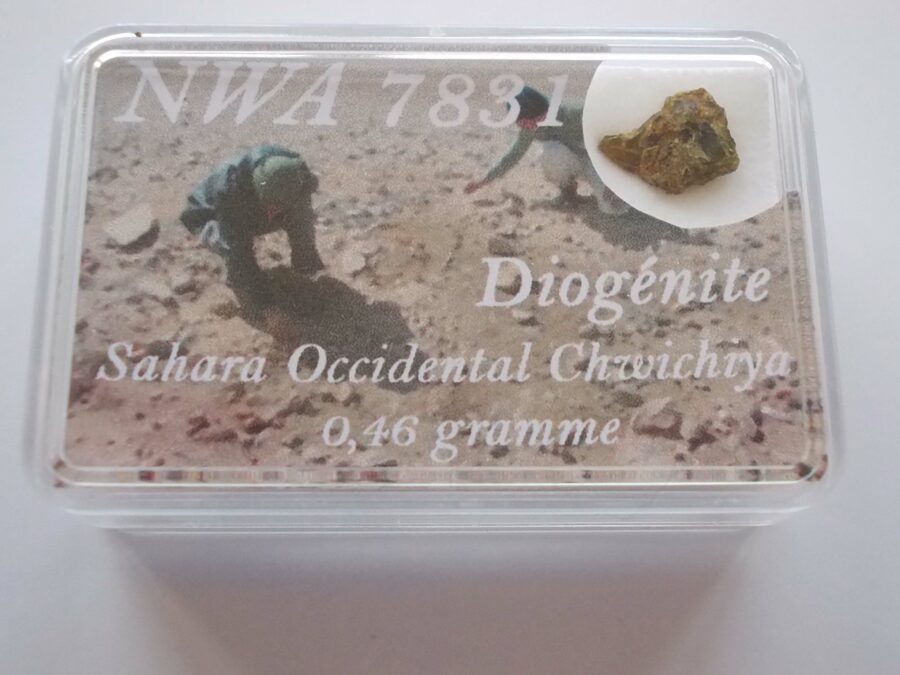 NWA 7831
Diogénite
Sahara Occidental Chwichiya
0,46 gramme